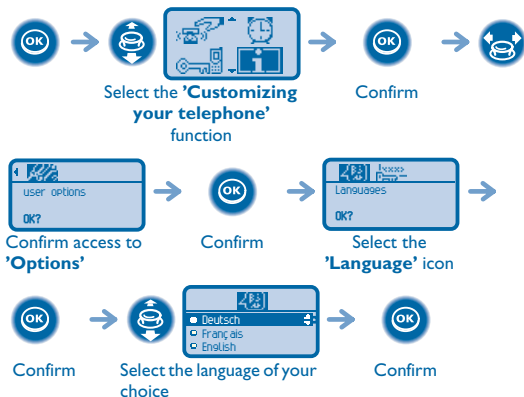 OK
OK
Select the 'Customizing
your telephone'
function
Confirm
user options
OK?
Confirm access to
'Options'
OK
Confirm
Languages
OK?
Select the
'Language' icon
OK
Confirm
Deutsch
Français
English
Select the language of your
choice
OK
Confirm